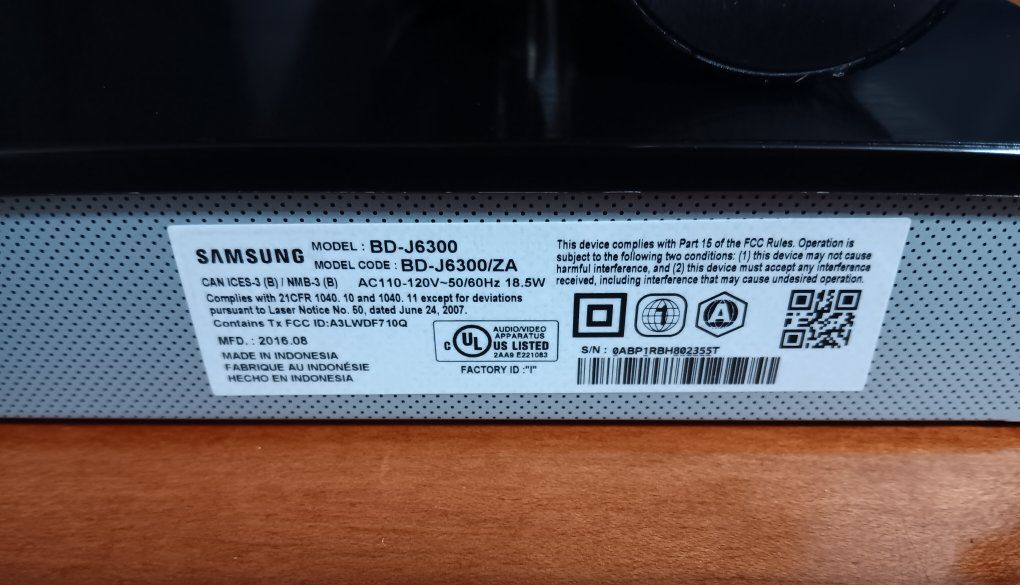 SAMSUNG
MODEL : BD-J6300
MODEL CODE : BD-J6300/ZA
CAN ICES-3 (B) / NMB-3 (B) AC110-120V~50/60Hz 18.5W
Complies with 21CFR 1040. 10 and 1040. 11 except for deviations
pursuant to Laser Notice No. 50, dated June 24, 2007.
Contains Tx FCC ID:A3LWDF710Q
MFD. : 2016.08
MADE IN INDONESIA
FABRIQUE AU INDONÉSIE
HECHO EN INDONESIA
C UL US LISTED
AUDIO/VIDEO
APPARATUS
2AA9 E221083
FACTORY ID :"I"
This device complies with Part 15 of the FCC Rules. Operation is
subject to the following two conditions: (1) this device may not cause
harmful interference, and (2) this device must accept any interference
received, including interference that may cause undesired operation.
1
A
S/N : 0ABP1RBH802355T